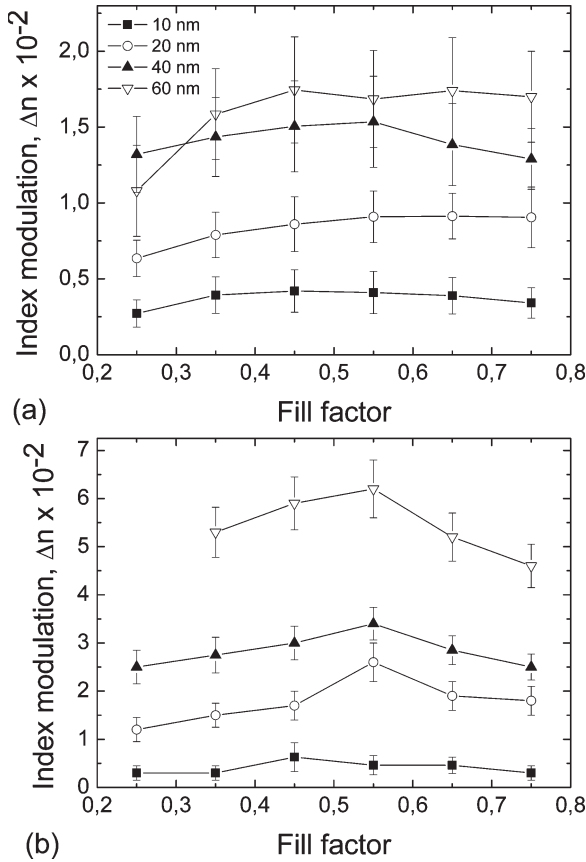 (a)
10 nm
20 nm
40 nm
60 nm
Index modulation, Δn x 10⁻²
2,0
1,5
1,0
0,5
0,0
0,2 0,3 0,4 0,5 0,6 0,7 0,8
Fill factor
(b)
Index modulation, Δn x 10⁻²
7
6
5
4
3
2
1
0
0,2 0,3 0,4 0,5 0,6 0,7 0,8
Fill factor